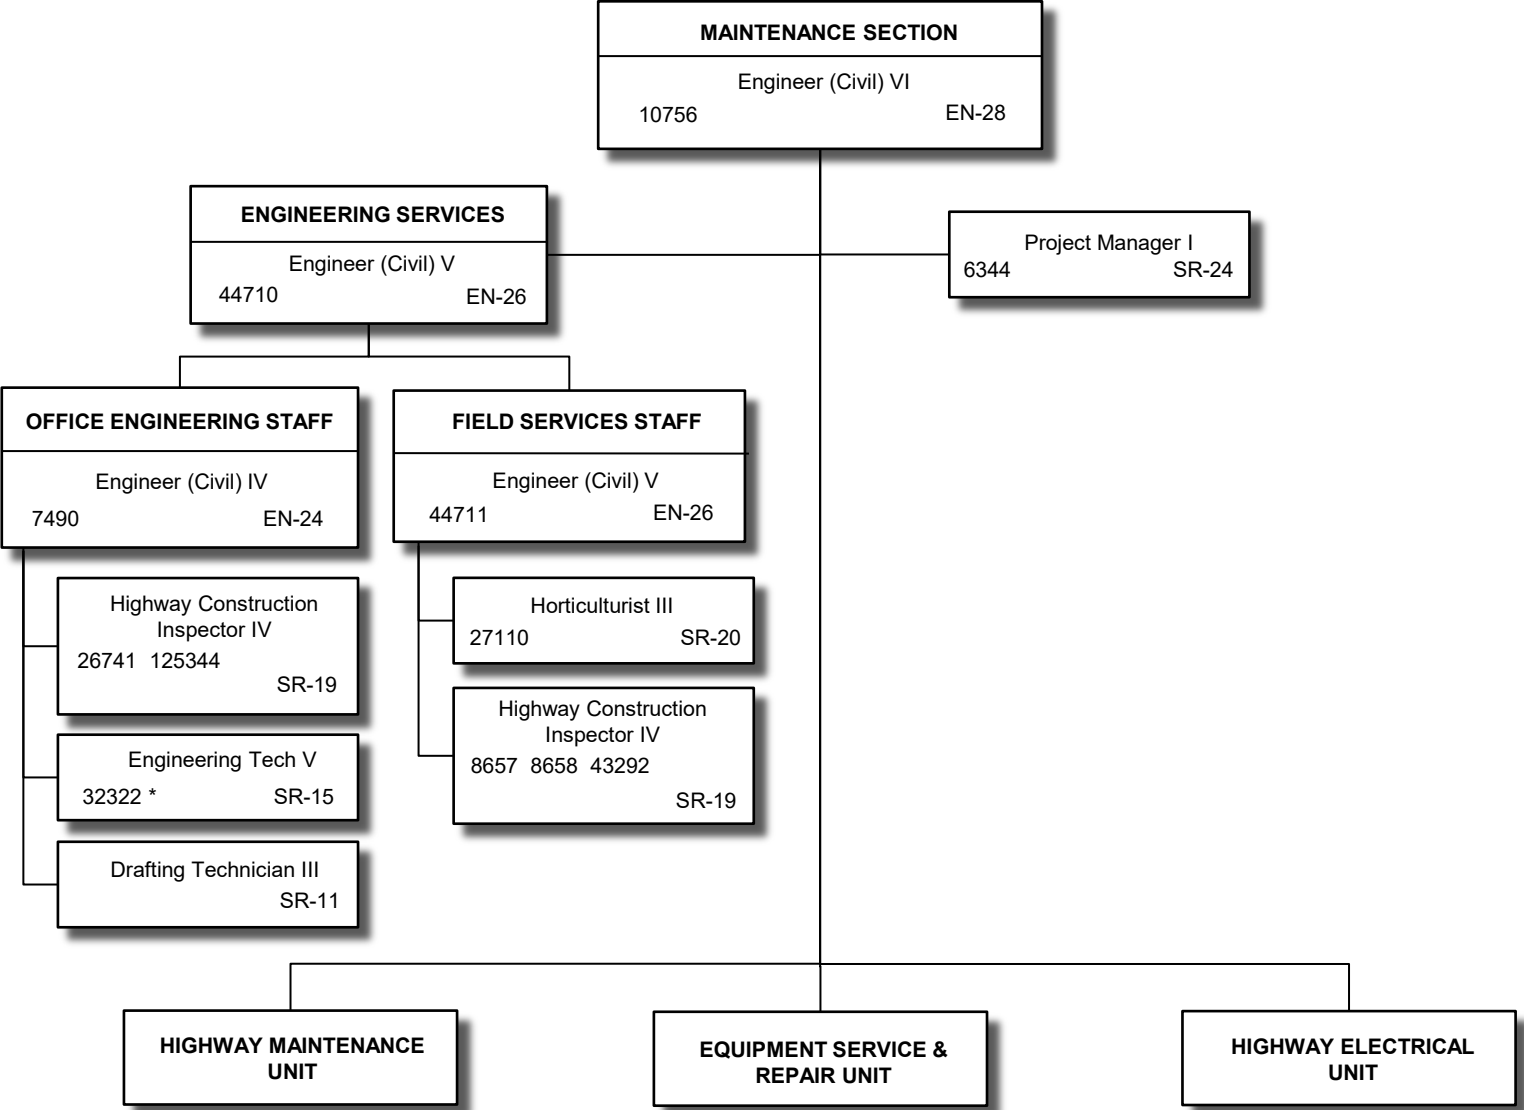 MAINTENANCE SECTION
Engineer (Civil) VI
10756 EN-28
ENGINEERING SERVICES
Engineer (Civil) V
44710 EN-26
Project Manager I
6344 SR-24
OFFICE ENGINEERING STAFF
Engineer (Civil) IV
7490 EN-24
Highway Construction
Inspector IV
26741 125344
SR-19
Engineering Tech V
32322 * SR-15
Drafting Technician III
SR-11
FIELD SERVICES STAFF
Engineer (Civil) V
44711 EN-26
Horticulturist III
27110 SR-20
Highway Construction
Inspector IV
8657 8658 43292
SR-19
HIGHWAY MAINTENANCE
UNIT
EQUIPMENT SERVICE &
REPAIR UNIT
HIGHWAY ELECTRICAL
UNIT